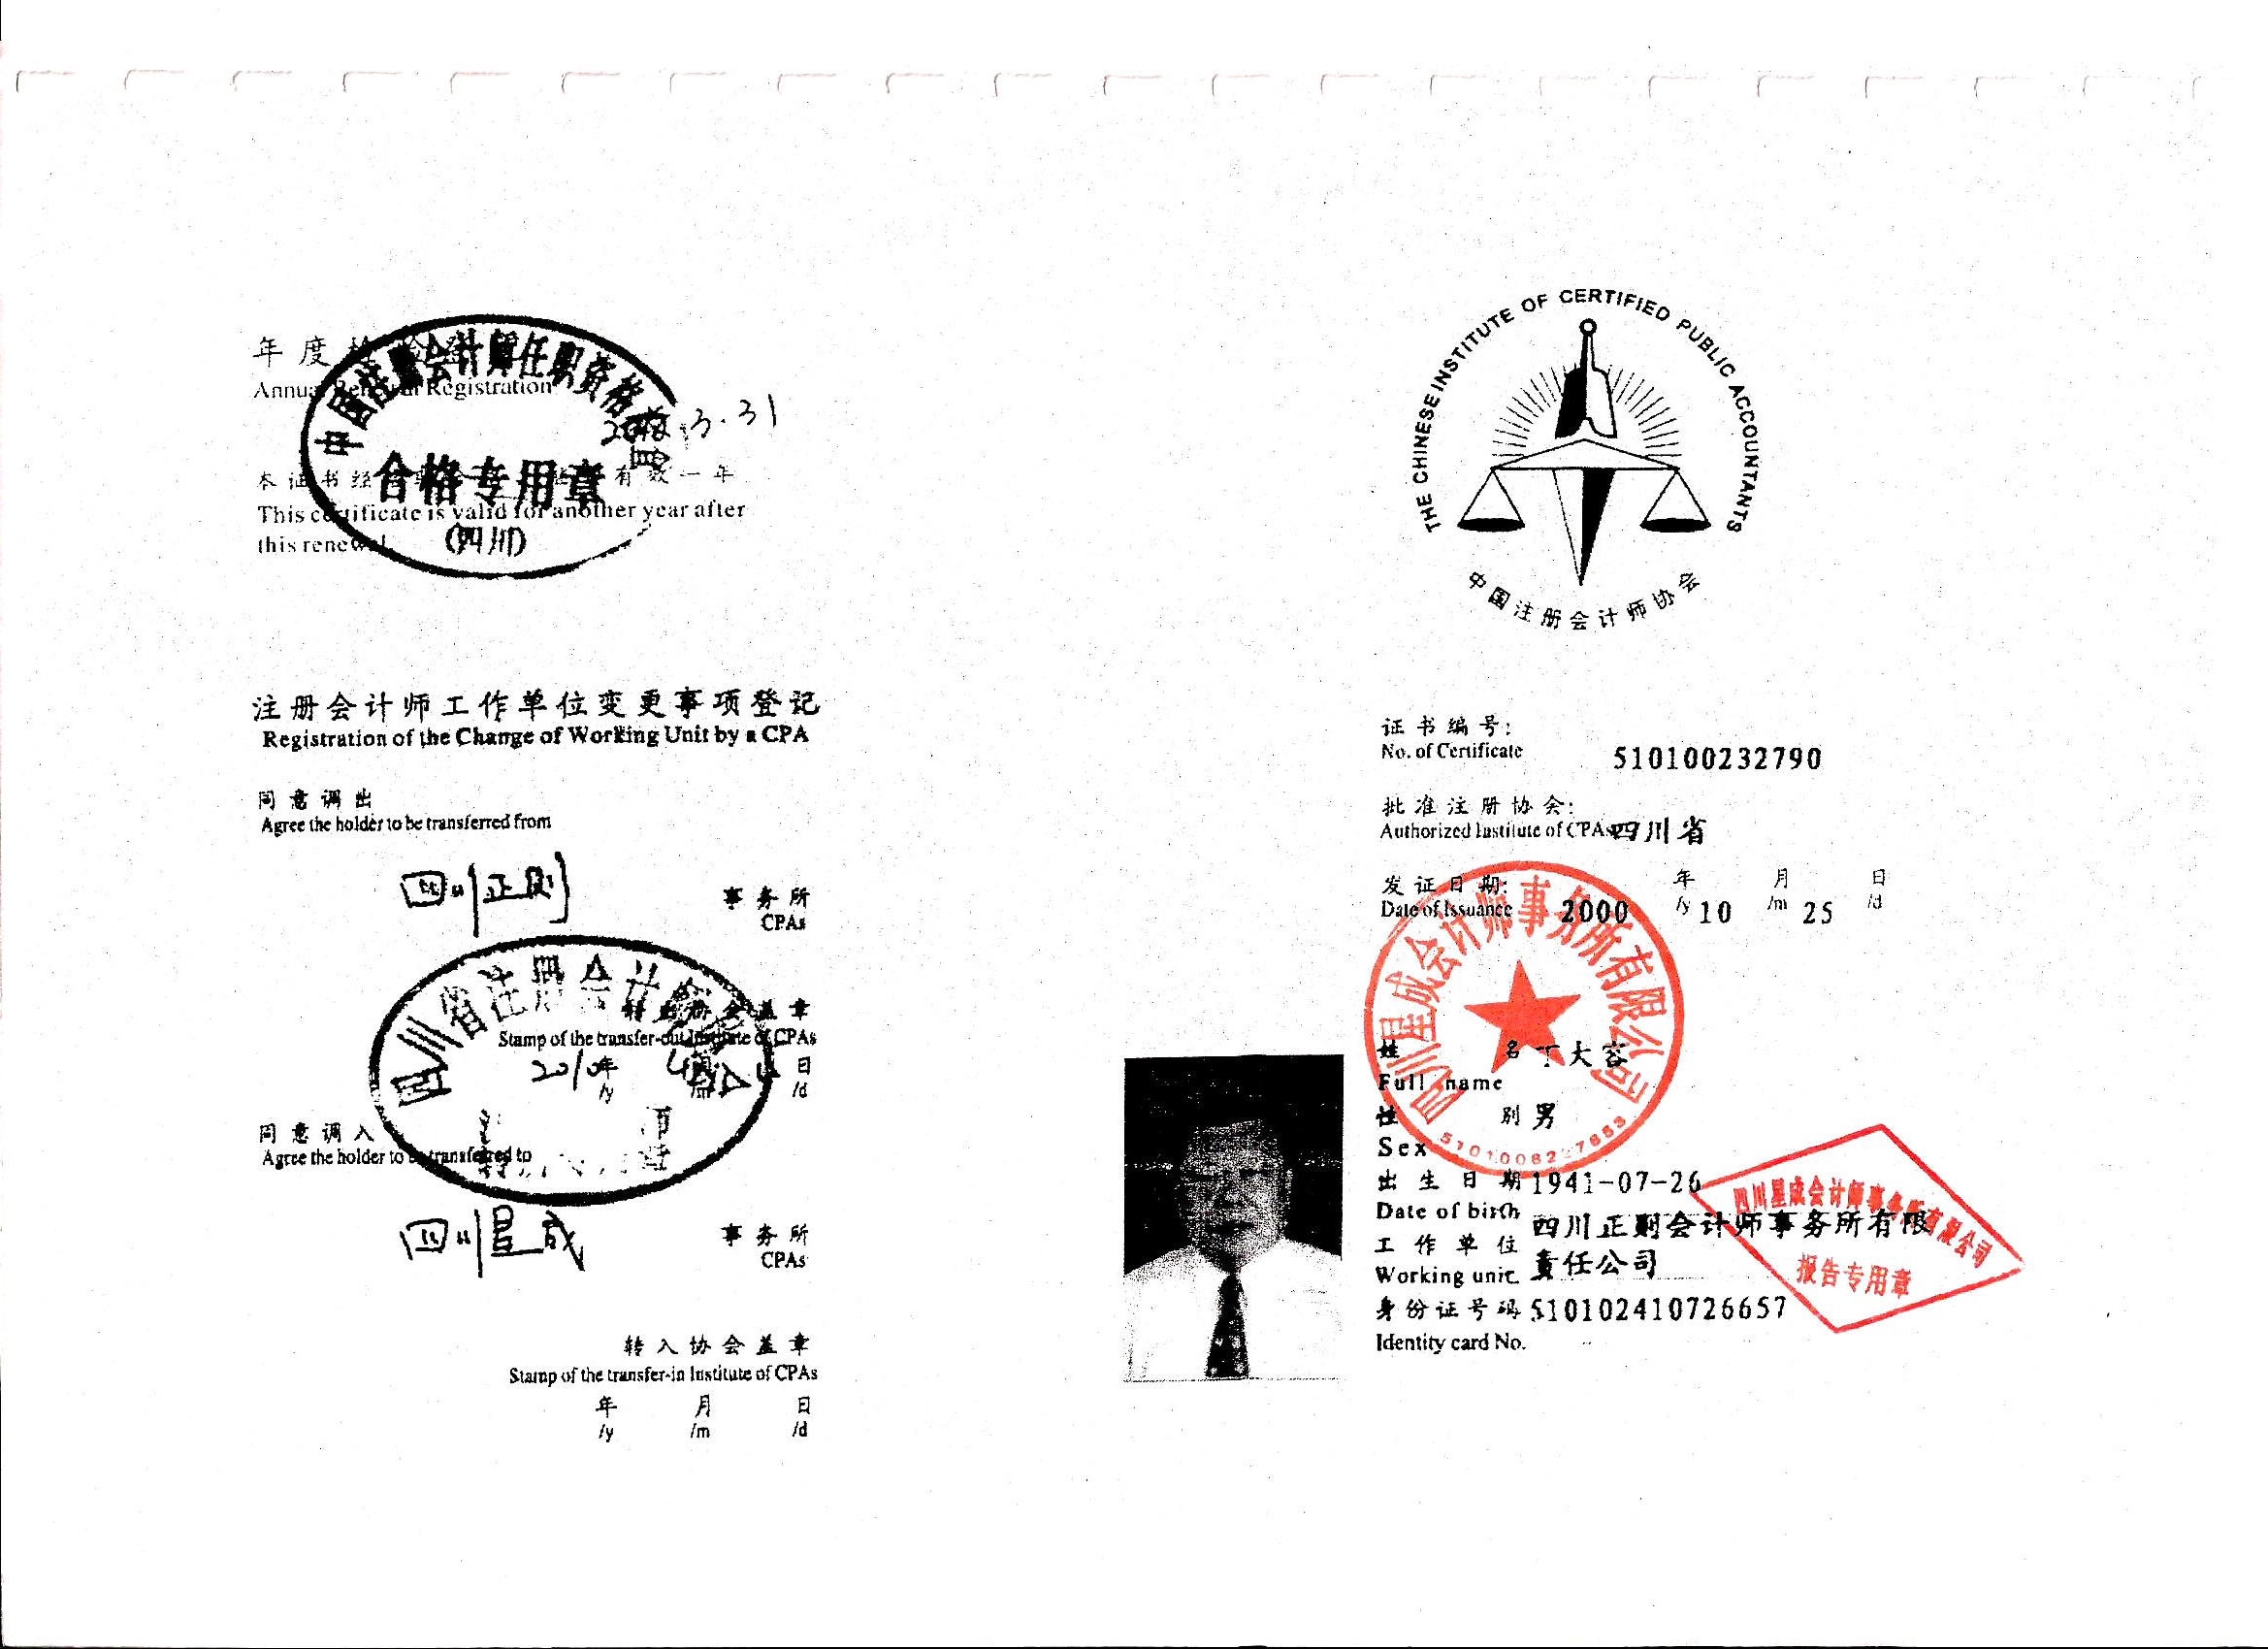 年度检验登记
Annual Renewal Registration
中国注册会计师任职资格检
合格专用章
(四川)
3.31
本证书经 有效一年
This certificate is valid for another year after
this renewal
注册会计师工作单位变更事项登记
Registration of the Change of Working Unit by a CPA
同意调出
Agree the holder to be transferred from
四川正则
事务所
CPAs
四川省注册会计师
转出协会盖章
Stamp of the transfer-out Institute of CPAs
2010年 日
/y /m /d
同意调入
Agree the holder to be transferred to
四川星成
事务所
CPAs
转入协会盖章
Stamp of the transfer-in Institute of CPAs
年 月 日
/y /m /d
THE CHINESE INSTITUTE OF CERTIFIED PUBLIC ACCOUNTANTS
中国注册会计师协会
证书编号:
No. of Certificate 510100232790
批准注册协会:
Authorized Institute of CPAs 四川省
发证日期: 年 月 日
Date of Issuance 2000 /y 10 /m 25 /d
四川星成会计师事务所有限公司
姓 名 丁大容
Full name
性 别 男
Sex
出生日期 1941-07-26
Date of birth
工作单位 四川正则会计师事务所有限
责任公司
Working unit
身份证号码 510102410726657
Identity card No.
四川星成会计师事务所有限公司
报告专用章